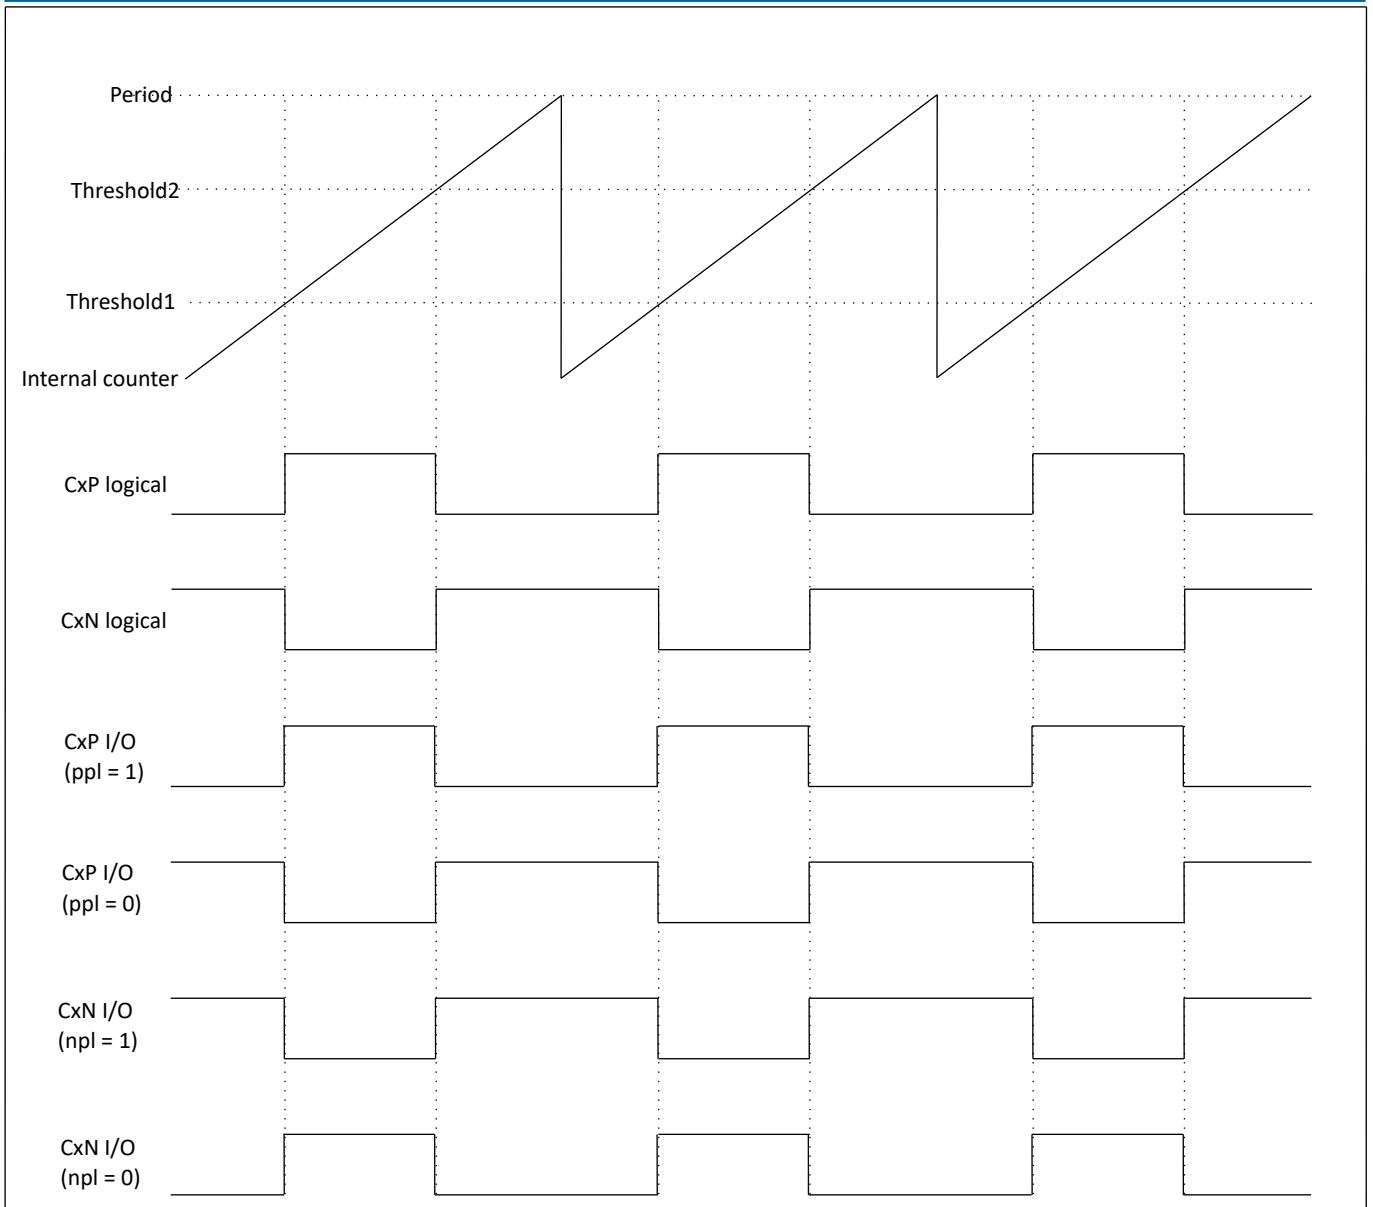 Period
Threshold2
Threshold1
Internal counter
CxP logical
CxN logical
CxP I/O
(ppl = 1)
CxP I/O
(ppl = 0)
CxN I/O
(npl = 1)
CxN I/O
(npl = 0)